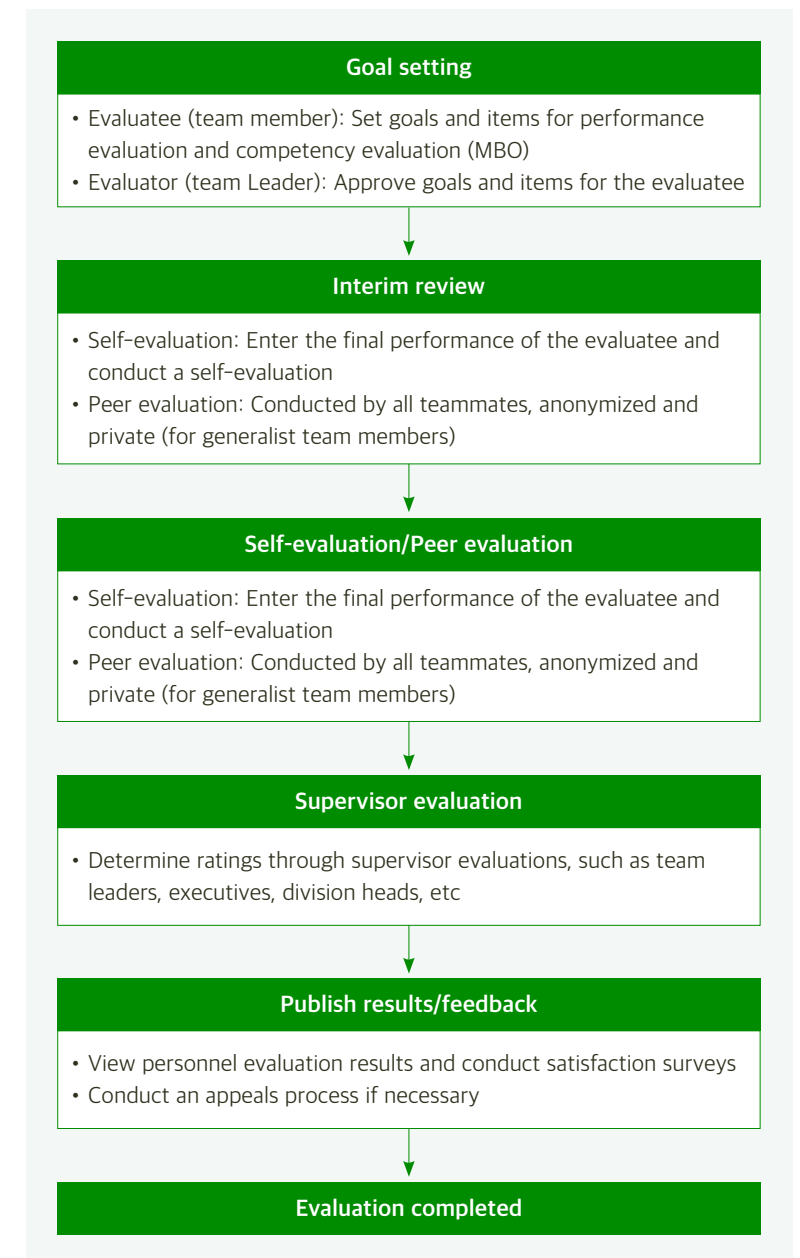 Goal setting
• Evaluatee (team member): Set goals and items for performance
evaluation and competency evaluation (MBO)
• Evaluator (team Leader): Approve goals and items for the evaluatee
Interim review
• Self-evaluation: Enter the final performance of the evaluatee and
conduct a self-evaluation
• Peer evaluation: Conducted by all teammates, anonymized and
private (for generalist team members)
Self-evaluation/Peer evaluation
• Self-evaluation: Enter the final performance of the evaluatee and
conduct a self-evaluation
• Peer evaluation: Conducted by all teammates, anonymized and
private (for generalist team members)
Supervisor evaluation
• Determine ratings through supervisor evaluations, such as team
leaders, executives, division heads, etc
Publish results/feedback
• View personnel evaluation results and conduct satisfaction surveys
• Conduct an appeals process if necessary
Evaluation completed